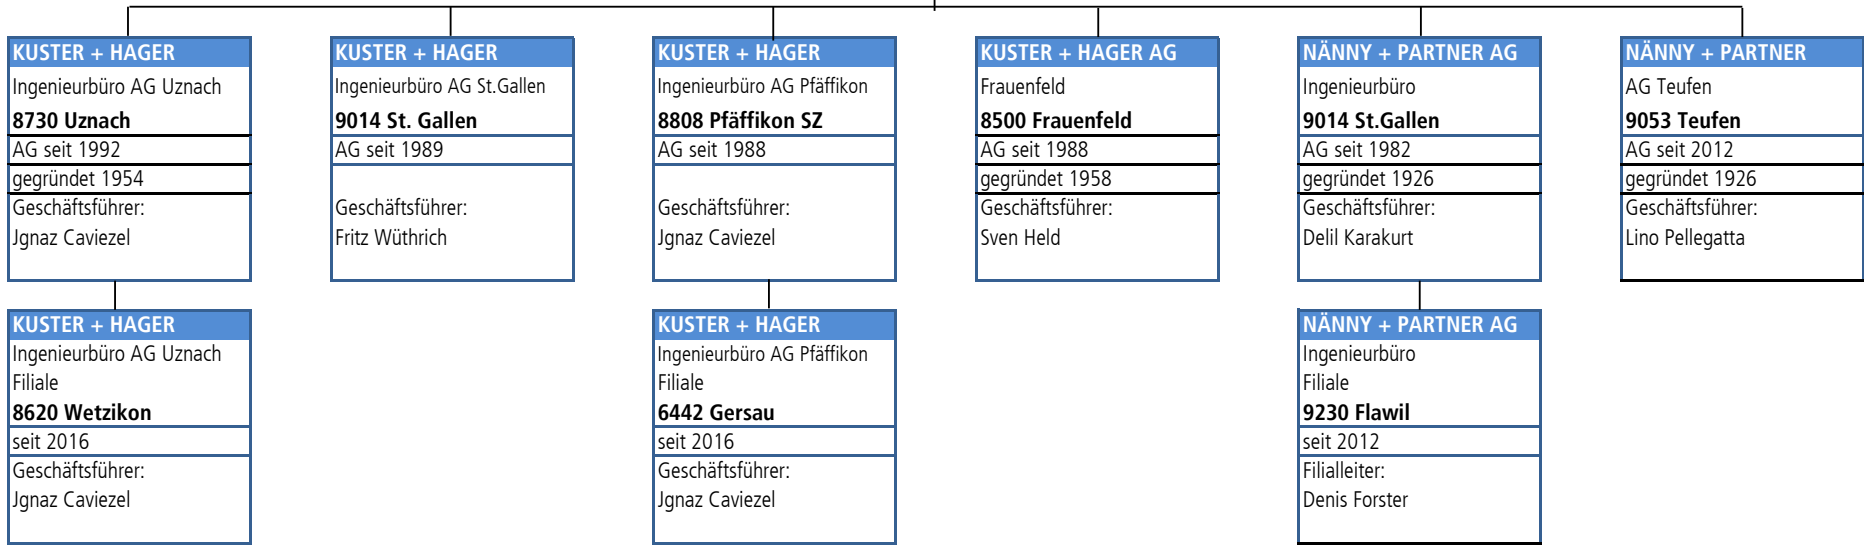 KUSTER + HAGER
Ingenieurbüro AG Uznach
8730 Uznach
AG seit 1992
gegründet 1954
Geschäftsführer:
Jgnaz Caviezel
KUSTER + HAGER
Ingenieurbüro AG St.Gallen
9014 St. Gallen
AG seit 1989
Geschäftsführer:
Fritz Wüthrich
KUSTER + HAGER
Ingenieurbüro AG Pfäffikon
8808 Pfäffikon SZ
AG seit 1988
Geschäftsführer:
Jgnaz Caviezel
KUSTER + HAGER AG
Frauenfeld
8500 Frauenfeld
AG seit 1988
gegründet 1958
Geschäftsführer:
Sven Held
NÄNNY + PARTNER AG
Ingenieurbüro
9014 St.Gallen
AG seit 1982
gegründet 1926
Geschäftsführer:
Delil Karakurt
NÄNNY + PARTNER
AG Teufen
9053 Teufen
AG seit 2012
gegründet 1926
Geschäftsführer:
Lino Pellegatta
KUSTER + HAGER
Ingenieurbüro AG Uznach
Filiale
8620 Wetzikon
seit 2016
Geschäftsführer:
Jgnaz Caviezel
KUSTER + HAGER
Ingenieurbüro AG Pfäffikon
Filiale
6442 Gersau
seit 2016
Geschäftsführer:
Jgnaz Caviezel
NÄNNY + PARTNER AG
Ingenieurbüro
Filiale
9230 Flawil
seit 2012
Filialleiter:
Denis Forster